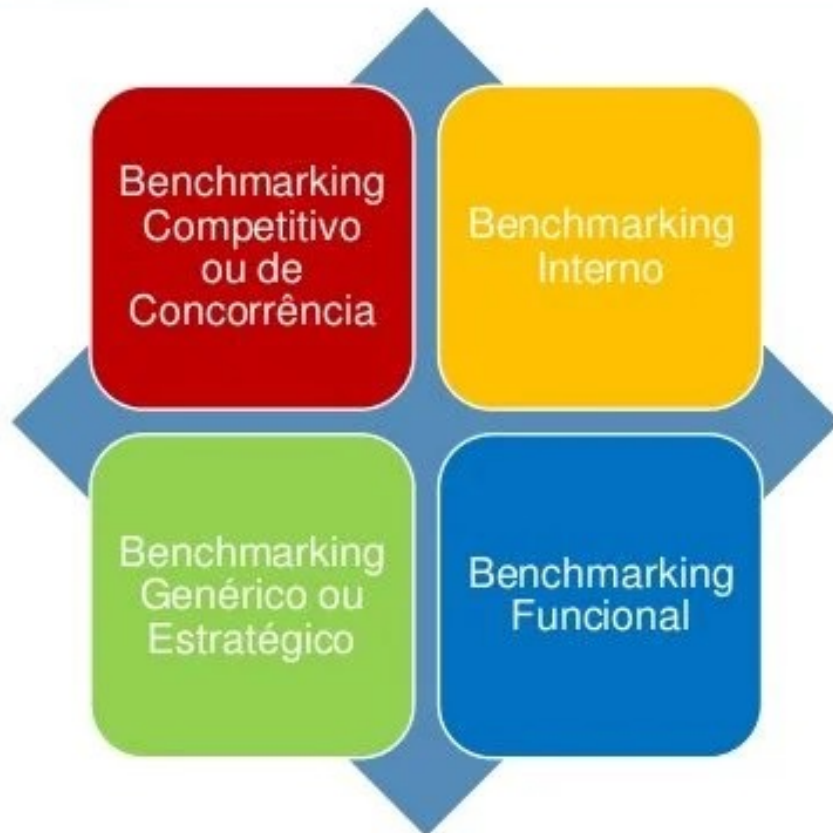 Benchmarking
Competitivo
ou de
Concorrência
Benchmarking
Interno
Benchmarking
Genérico ou
Estratégico
Benchmarking
Funcional